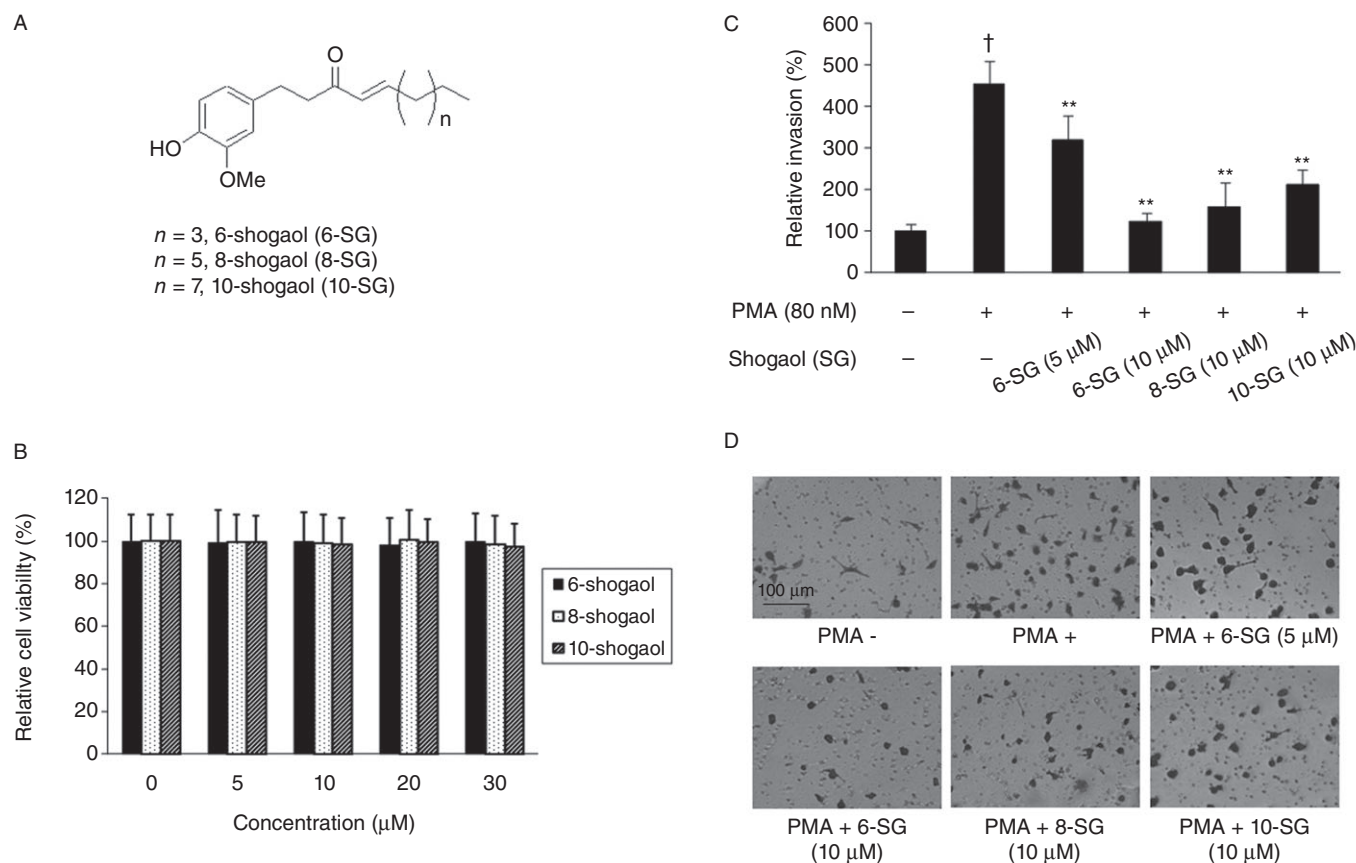 A
O
n
HO
OMe
n = 3, 6-shogaol (6-SG)
n = 5, 8-shogaol (8-SG)
n = 7, 10-shogaol (10-SG)
B
Relative cell viability (%)
120
100
80
60
40
20
0
0 5 10 20 30
Concentration (μM)
6-shogaol
8-shogaol
10-shogaol
C
Relative invasion (%)
600
500
400
300
200
100
0
†
**
**
**
**
PMA (80 nM) – + + + + +
Shogaol (SG) – – 6-SG (5 μM) 6-SG (10 μM) 8-SG (10 μM) 10-SG (10 μM)
D
100 μm
PMA - PMA + PMA + 6-SG (5 μM)
PMA + 6-SG PMA + 8-SG PMA + 10-SG
(10 μM) (10 μM) (10 μM)